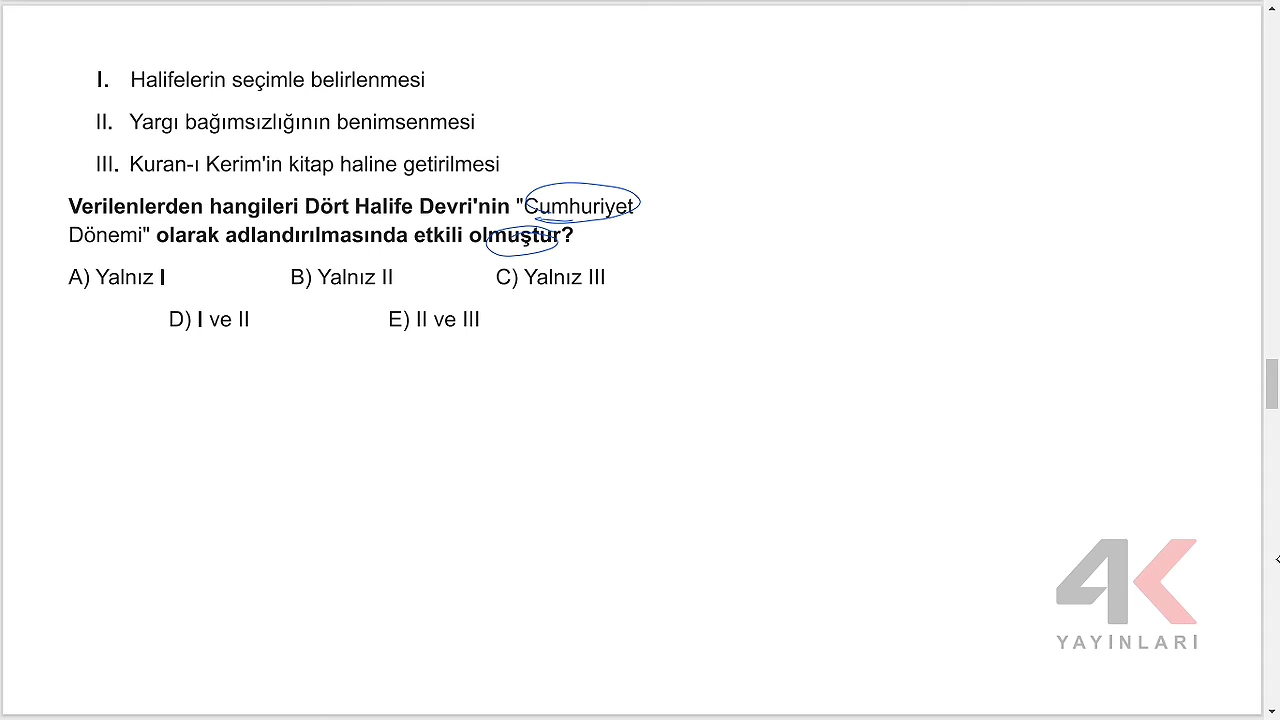 I. Halifelerin seçimle belirlenmesi
II. Yargı bağımsızlığının benimsenmesi
III. Kuran-ı Kerim'in kitap haline getirilmesi
Verilenlerden hangileri Dört Halife Devri'nin "Cumhuriyet
Dönemi" olarak adlandırılmasında etkili olmuştur?
A) Yalnız I B) Yalnız II C) Yalnız III
D) I ve II E) II ve III
4K
YAYINLARI